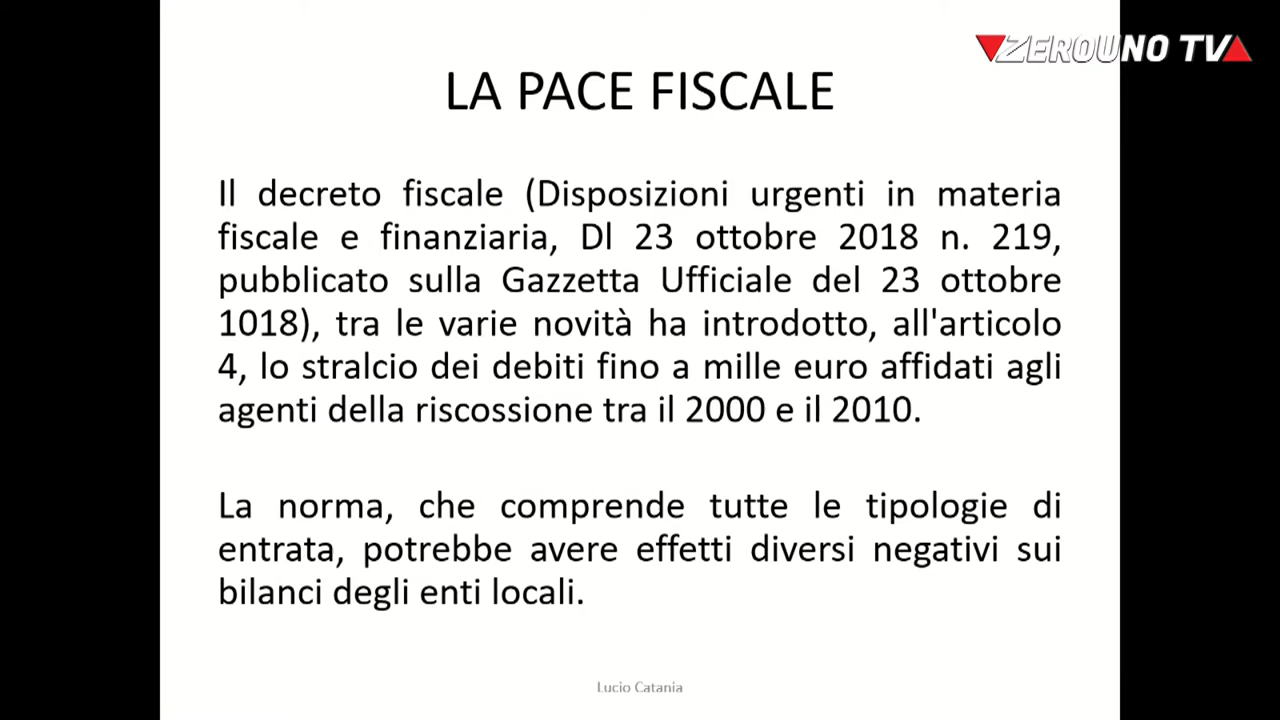 ZEROUNO TV
LA PACE FISCALE
Il decreto fiscale (Disposizioni urgenti in materia
fiscale e finanziaria, Dl 23 ottobre 2018 n. 219,
pubblicato sulla Gazzetta Ufficiale del 23 ottobre
1018), tra le varie novità ha introdotto, all'articolo
4, lo stralcio dei debiti fino a mille euro affidati agli
agenti della riscossione tra il 2000 e il 2010.
La norma, che comprende tutte le tipologie di
entrata, potrebbe avere effetti diversi negativi sui
bilanci degli enti locali.
Lucio Catania